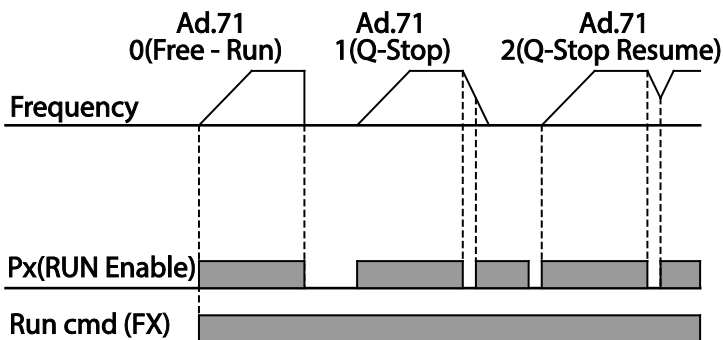 Ad.71
0(Free - Run)
Ad.71
1(Q-Stop)
Ad.71
2(Q-Stop Resume)
Frequency
Px(RUN Enable)
Run cmd (FX)